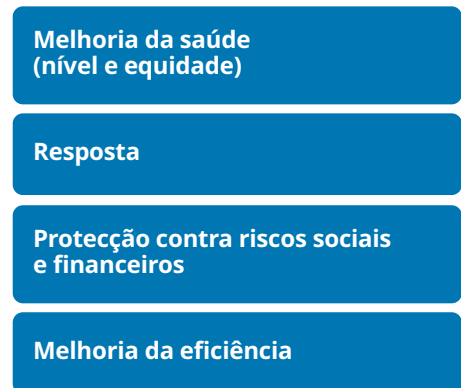 Melhoria da saúde
(nível e equidade)
Resposta
Protecção contra riscos sociais
e financeiros
Melhoria da eficiência